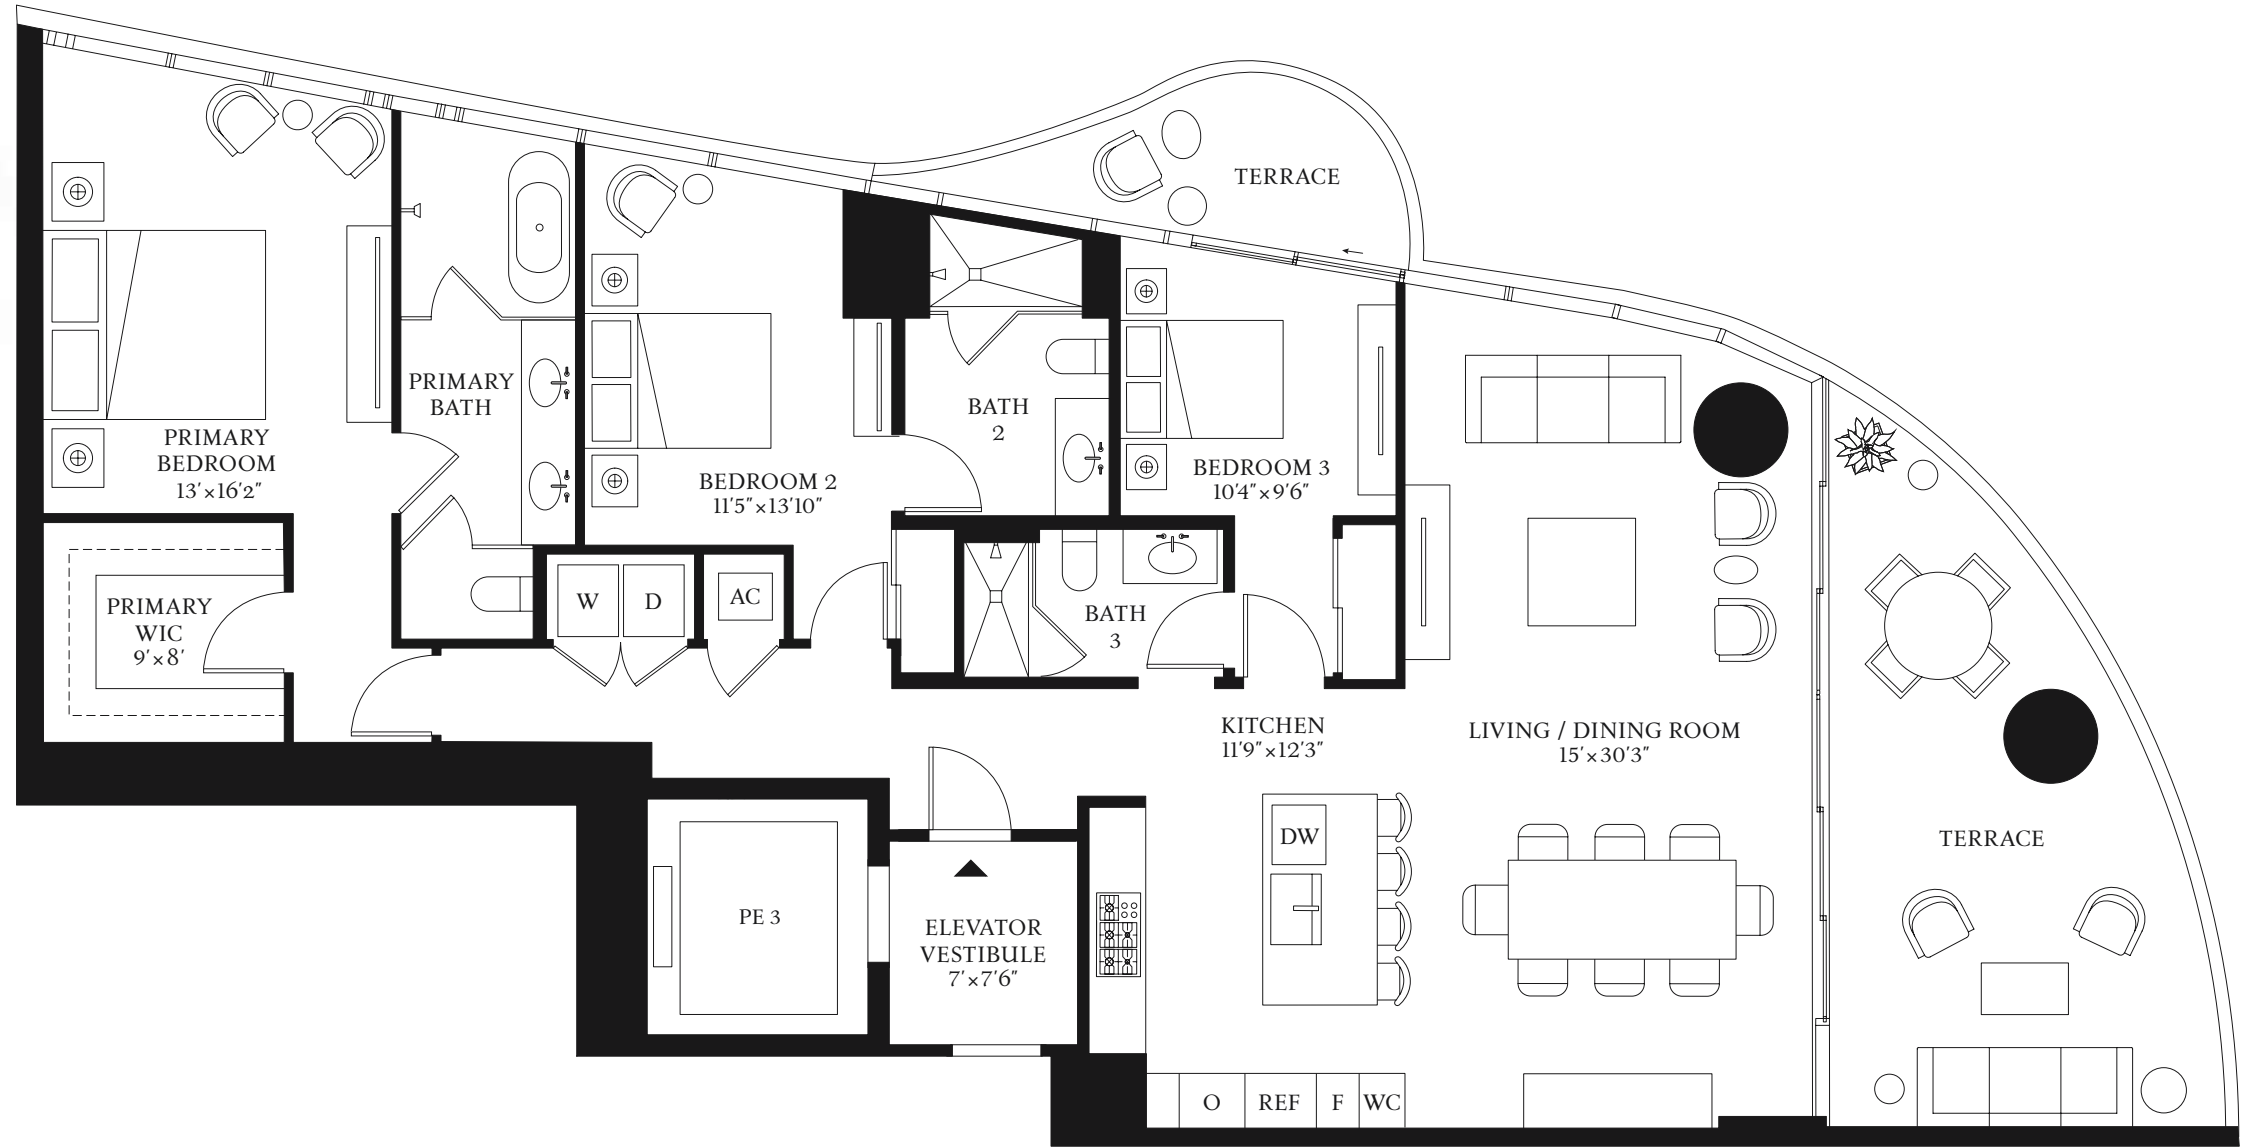 TERRACE
PRIMARY
BEDROOM
13'×16'2"
PRIMARY
BATH
BEDROOM 2
11'5"×13'10"
BATH
2
BEDROOM 3
10'4"×9'6"
PRIMARY
WIC
9'×8'
W
D
AC
BATH
3
KITCHEN
11'9"×12'3"
LIVING / DINING ROOM
15'×30'3"
DW
TERRACE
PE 3
ELEVATOR
VESTIBULE
7'×7'6"
O
REF
F
WC